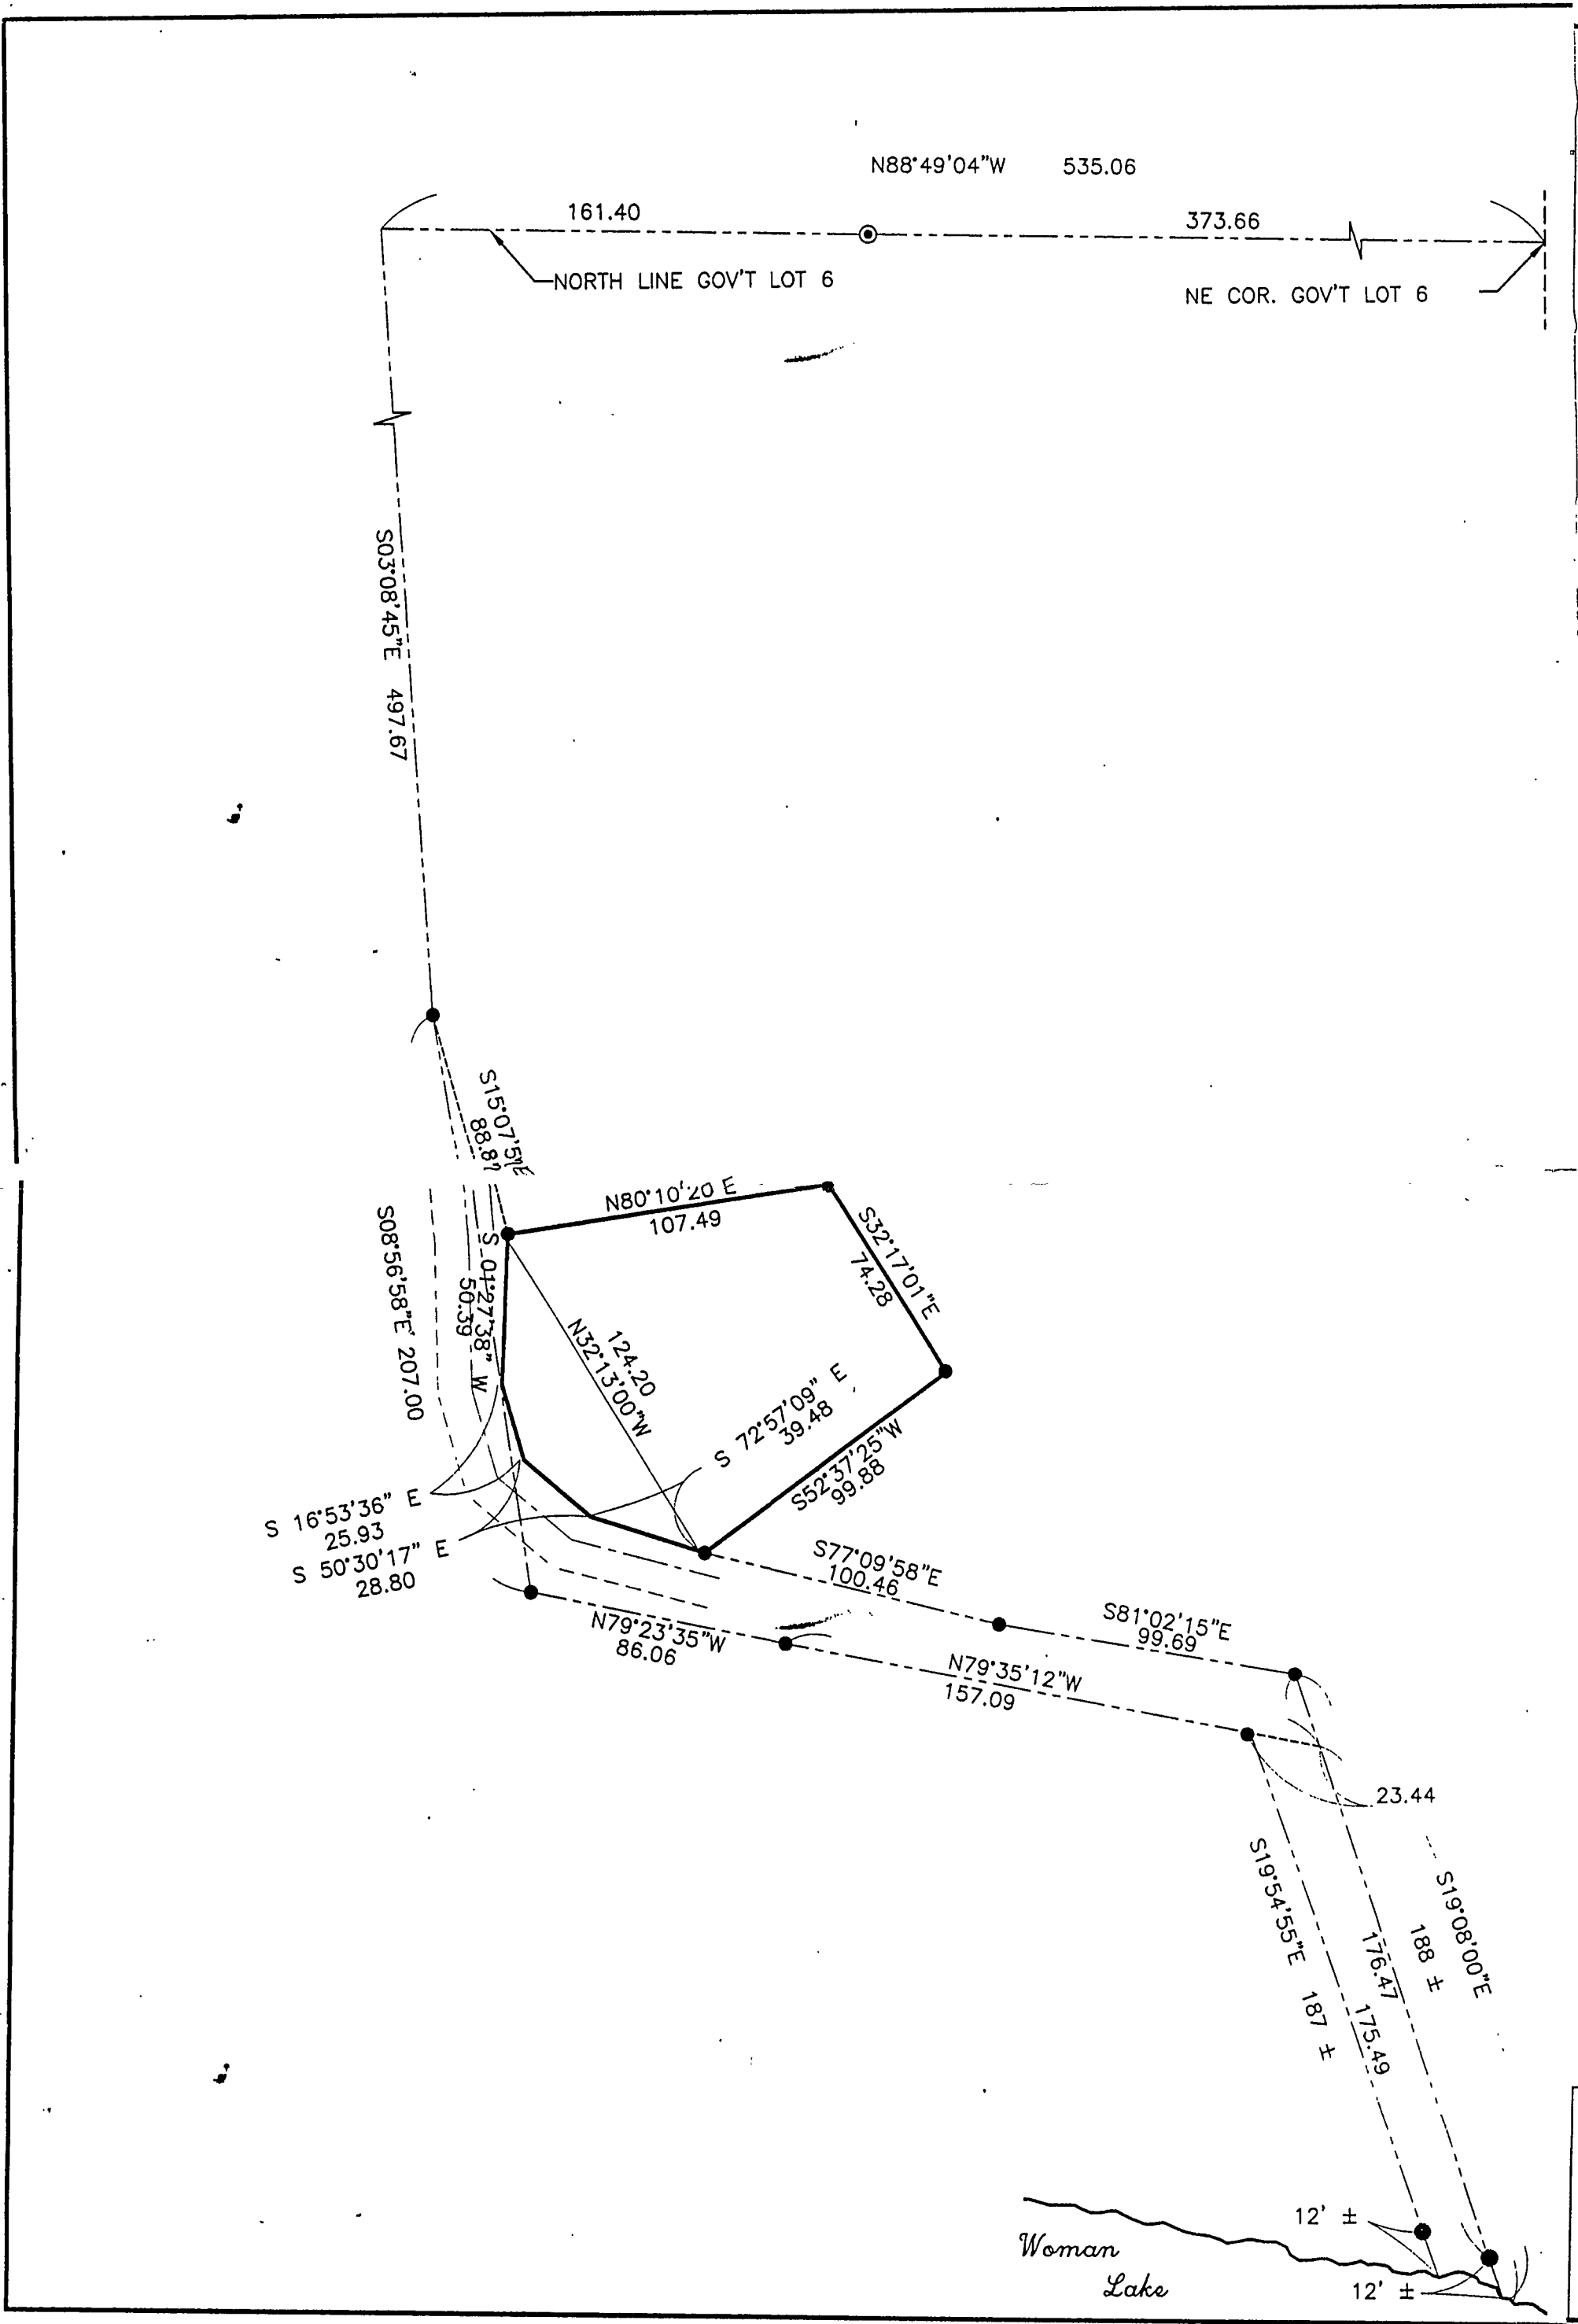 N88°49'04"W 535.06
161.40
373.66
NORTH LINE GOV'T LOT 6
NE COR. GOV'T LOT 6
S03°08'45"E 497.67
S15°07'51"E
88.87
N80°10'20 E
107.49
S32°17'01"E
74.28
S08°56'58"E 207.00
S 01°27'38" W
50.39
124.20
N32°13'00"W
S 72°57'09" E
39.48
S52°37'25"W
99.88
S 16°53'36" E
25.93
S 50°30'17" E
28.80
S77°09'58"E
100.46
S81°02'15"E
99.69
N79°23'35"W
86.06
N79°35'12"W
157.09
23.44
S19°54'55"E 187 ±
175.49
176.47
188 ±
S19°08'00"E
12' ±
Woman
Lake
12' ±